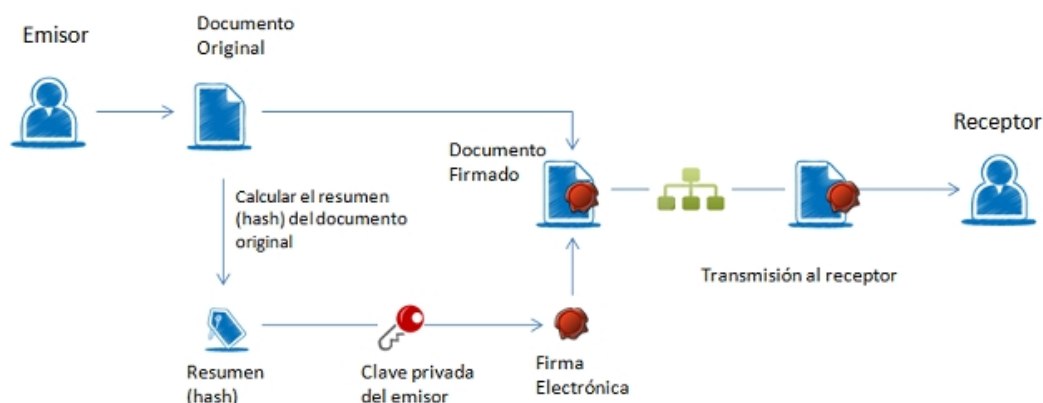 Emisor
Documento
Original
Receptor
Documento
Firmado
Calcular el resumen
(hash) del documento
original
Transmisión al receptor
Resumen
(hash)
Clave privada
del emisor
Firma
Electrónica